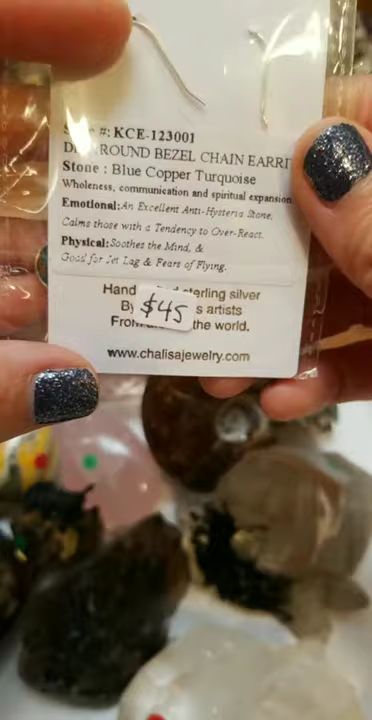 #: KCE-123001
ROUND BEZEL CHAIN EARRI
Stone : Blue Copper Turquoise
Wholeness, communication and spiritual expansion
Emotional: An Excellent Anti-Hysteria Stone.
Calms those with a Tendency to Over-React.
Physical: Soothes the Mind, &
Good for Jet Lag & Fears of Flying.
Hand sterling silver
By $45 s artists
From the world.
www.chalisajewelry.com